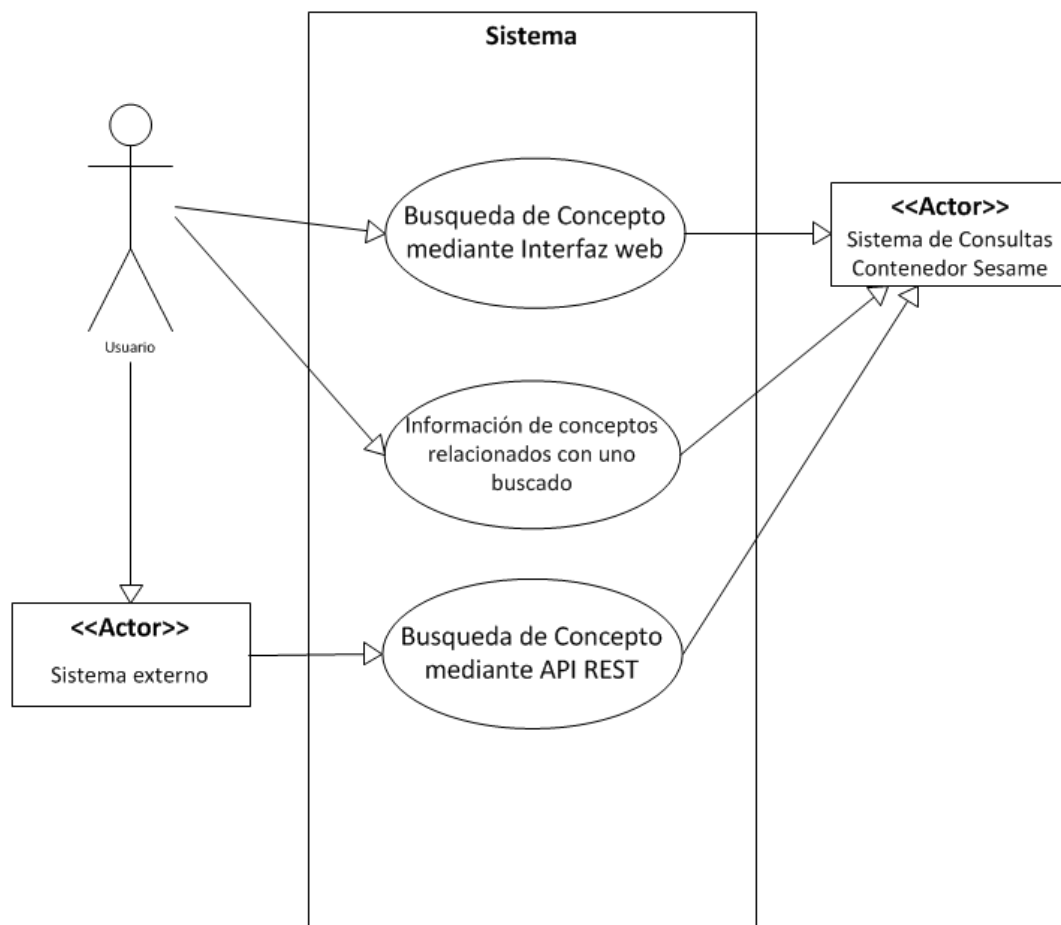 Sistema
Busqueda de Concepto
mediante Interfaz web
<<Actor>>
Sistema de Consultas
Contenedor Sesame
Usuario
Información de conceptos
relacionados con uno
buscado
<<Actor>>
Sistema externo
Busqueda de Concepto
mediante API REST